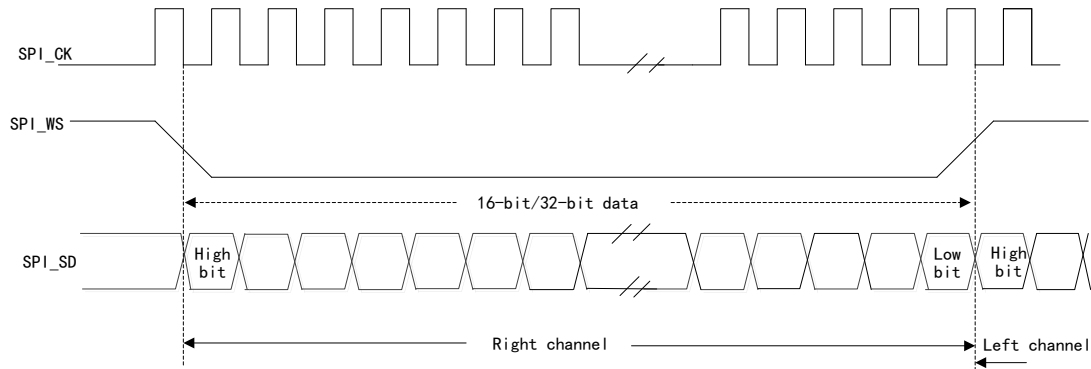 SPI_CK
SPI_WS
16-bit/32-bit data
SPI_SD
High bit
Low bit
High bit
Right channel
Left channel